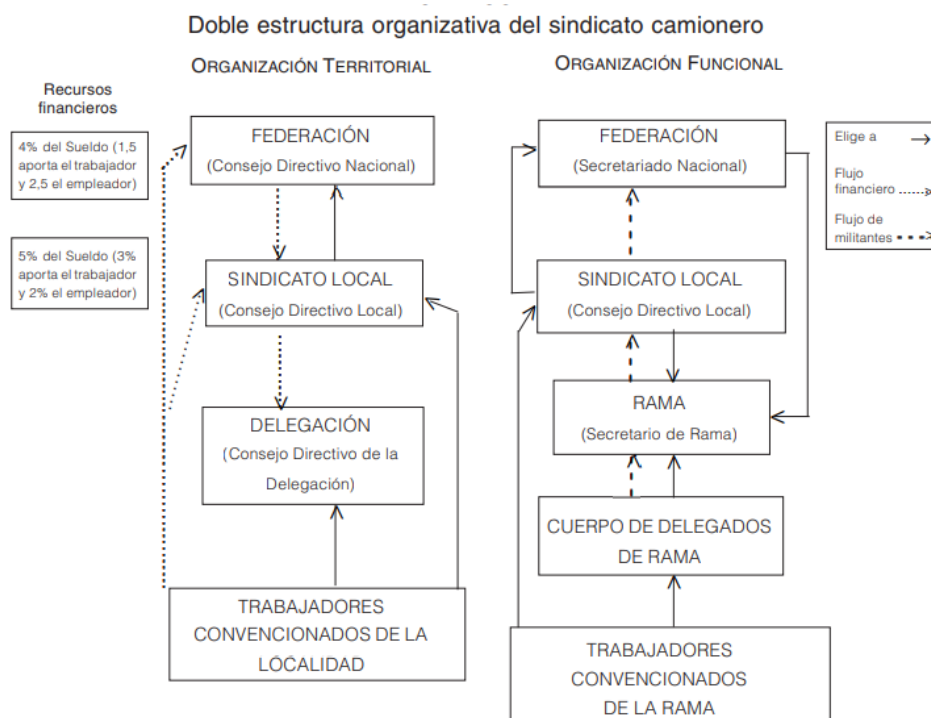 Doble estructura organizativa del sindicato camionero
ORGANIZACIÓN TERRITORIAL
ORGANIZACIÓN FUNCIONAL
Recursos
financieros
4% del Sueldo (1,5
aporta el trabajador
y 2,5 el empleador)
5% del Sueldo (3%
aporta el trabajador
y 2% el empleador)
FEDERACIÓN
(Consejo Directivo Nacional)
SINDICATO LOCAL
(Consejo Directivo Local)
DELEGACIÓN
(Consejo Directivo de la
Delegación)
TRABAJADORES
CONVENCIONADOS DE LA
LOCALIDAD
FEDERACIÓN
(Secretariado Nacional)
SINDICATO LOCAL
(Consejo Directivo Local)
RAMA
(Secretario de Rama)
CUERPO DE DELEGADOS
DE RAMA
TRABAJADORES
CONVENCIONADOS
DE LA RAMA
Elige a
Flujo
financiero
Flujo de
militantes